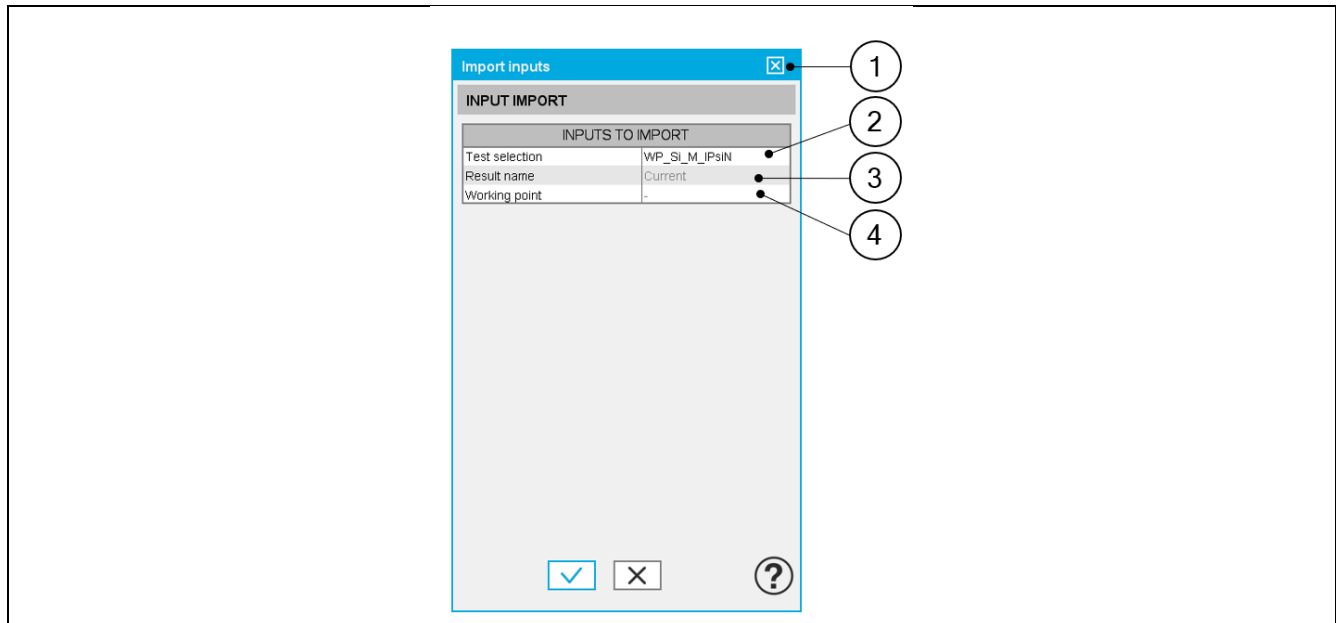 Import inputs
1
INPUT IMPORT
2
INPUTS TO IMPORT
Test selection WP_Si_M_IPsiN
Result name Current
3
Working point -
4
?